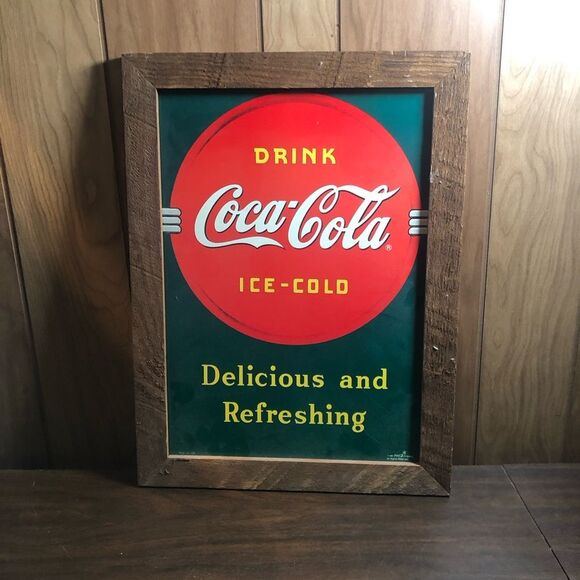 DRINK
Coca-Cola®
ICE-COLD
Delicious and
Refreshing